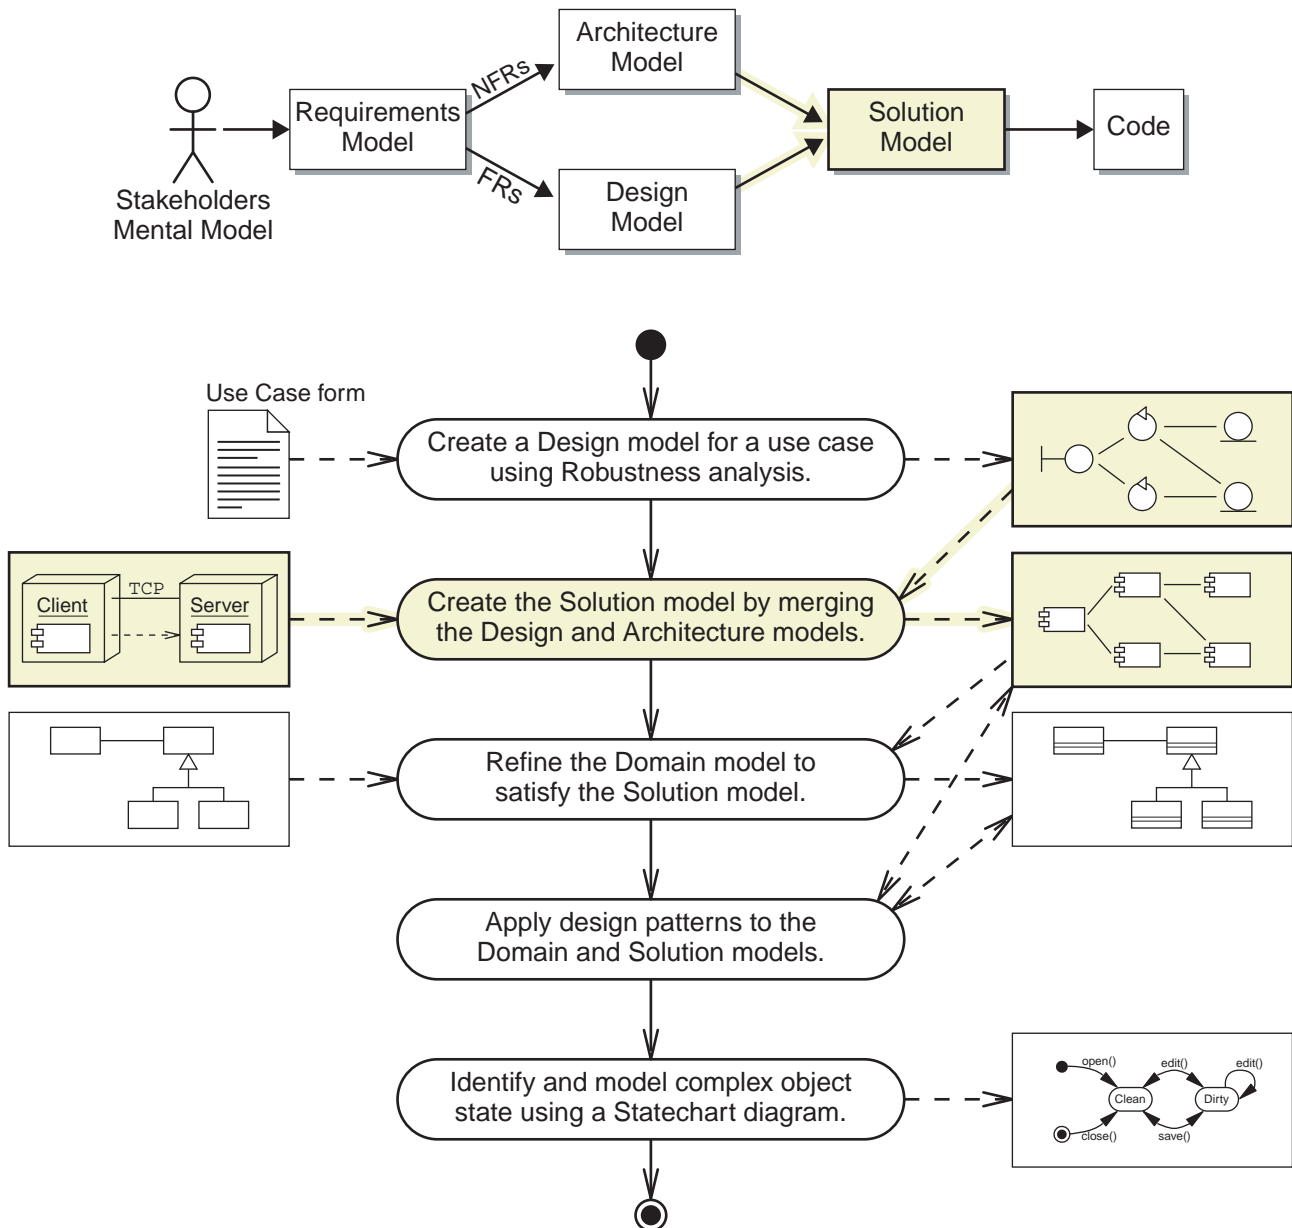 Architecture
Model
NFRs
Requirements
Model
Solution
Model
Code
FRs
Design
Model
Stakeholders
Mental Model
Use Case form
Create a Design model for a use case
using Robustness analysis.
TCP
Client
Server
Create the Solution model by merging
the Design and Architecture models.
Refine the Domain model to
satisfy the Solution model.
Apply design patterns to the
Domain and Solution models.
Identify and model complex object
state using a Statechart diagram.
open()
edit()
edit()
Clean
Dirty
close()
save()